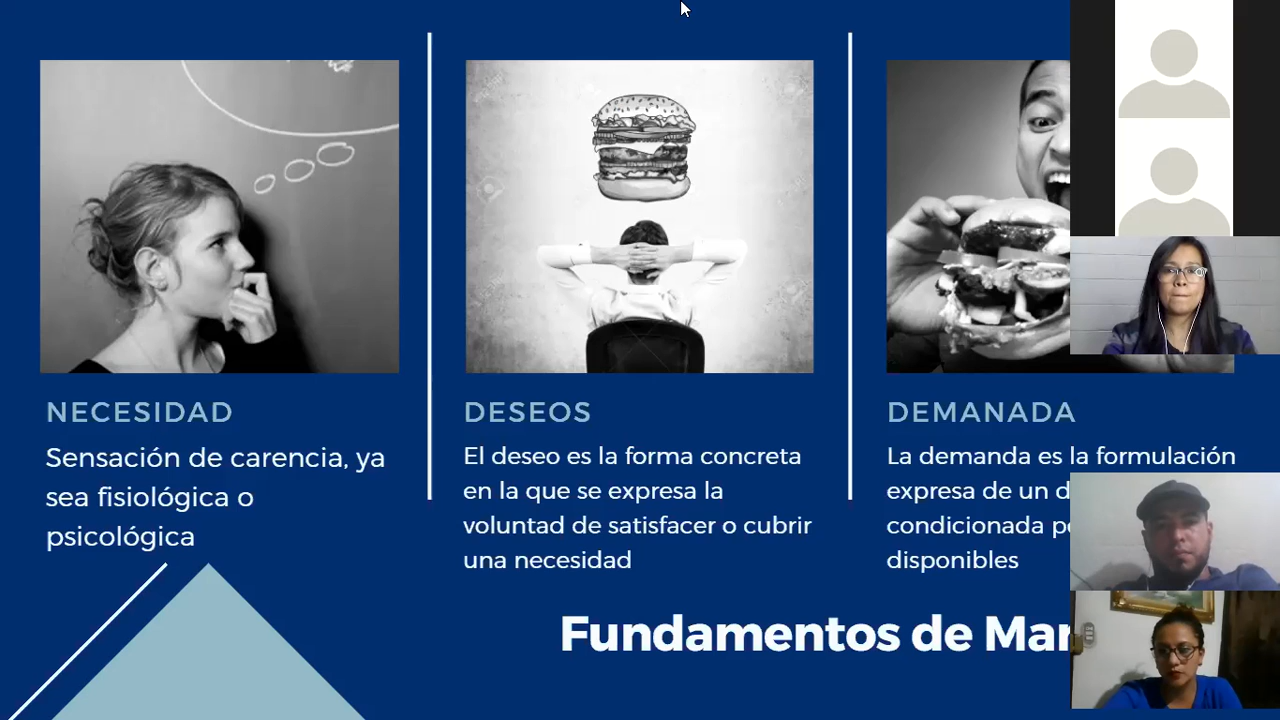 NECESIDAD
Sensación de carencia, ya
sea fisiológica o
psicológica
DESEOS
El deseo es la forma concreta
en la que se expresa la
voluntad de satisfacer o cubrir
una necesidad
DEMANADA
La demanda es la formulación
expresa de un
condicionada
disponibles
Fundamentos de